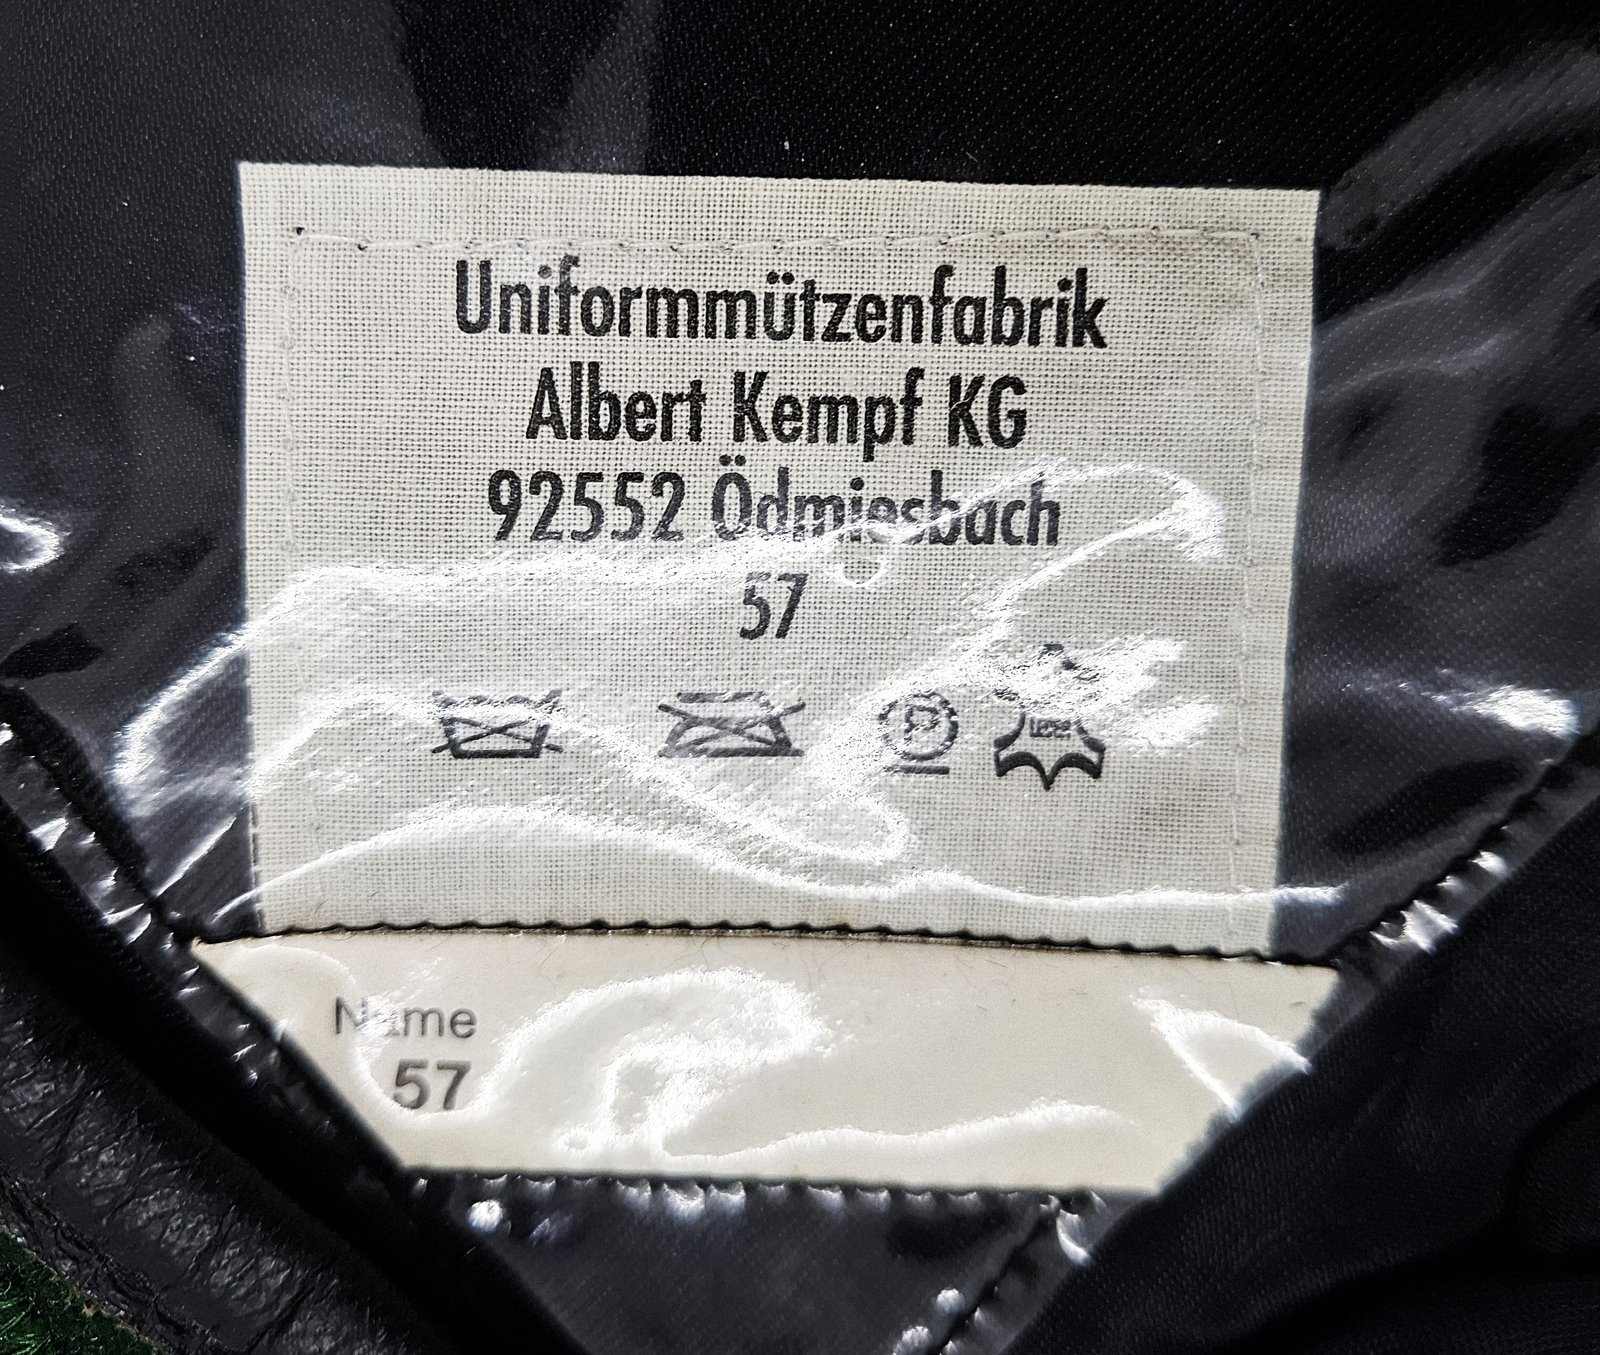 Uniformmützenfabrik
Albert Kempf KG
92552 Ödmiesbach
57
P
Name
57